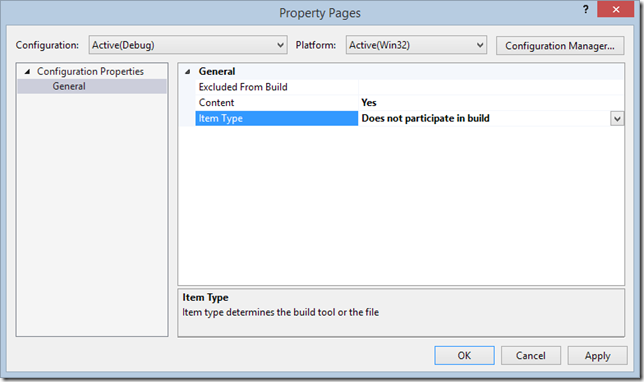 Property Pages
?
Configuration: Active(Debug) Platform: Active(Win32) Configuration Manager...
Configuration Properties
General
General
Excluded From Build
Content Yes
Item Type Does not participate in build
Item Type
Item type determines the build tool or the file
OK Cancel Apply